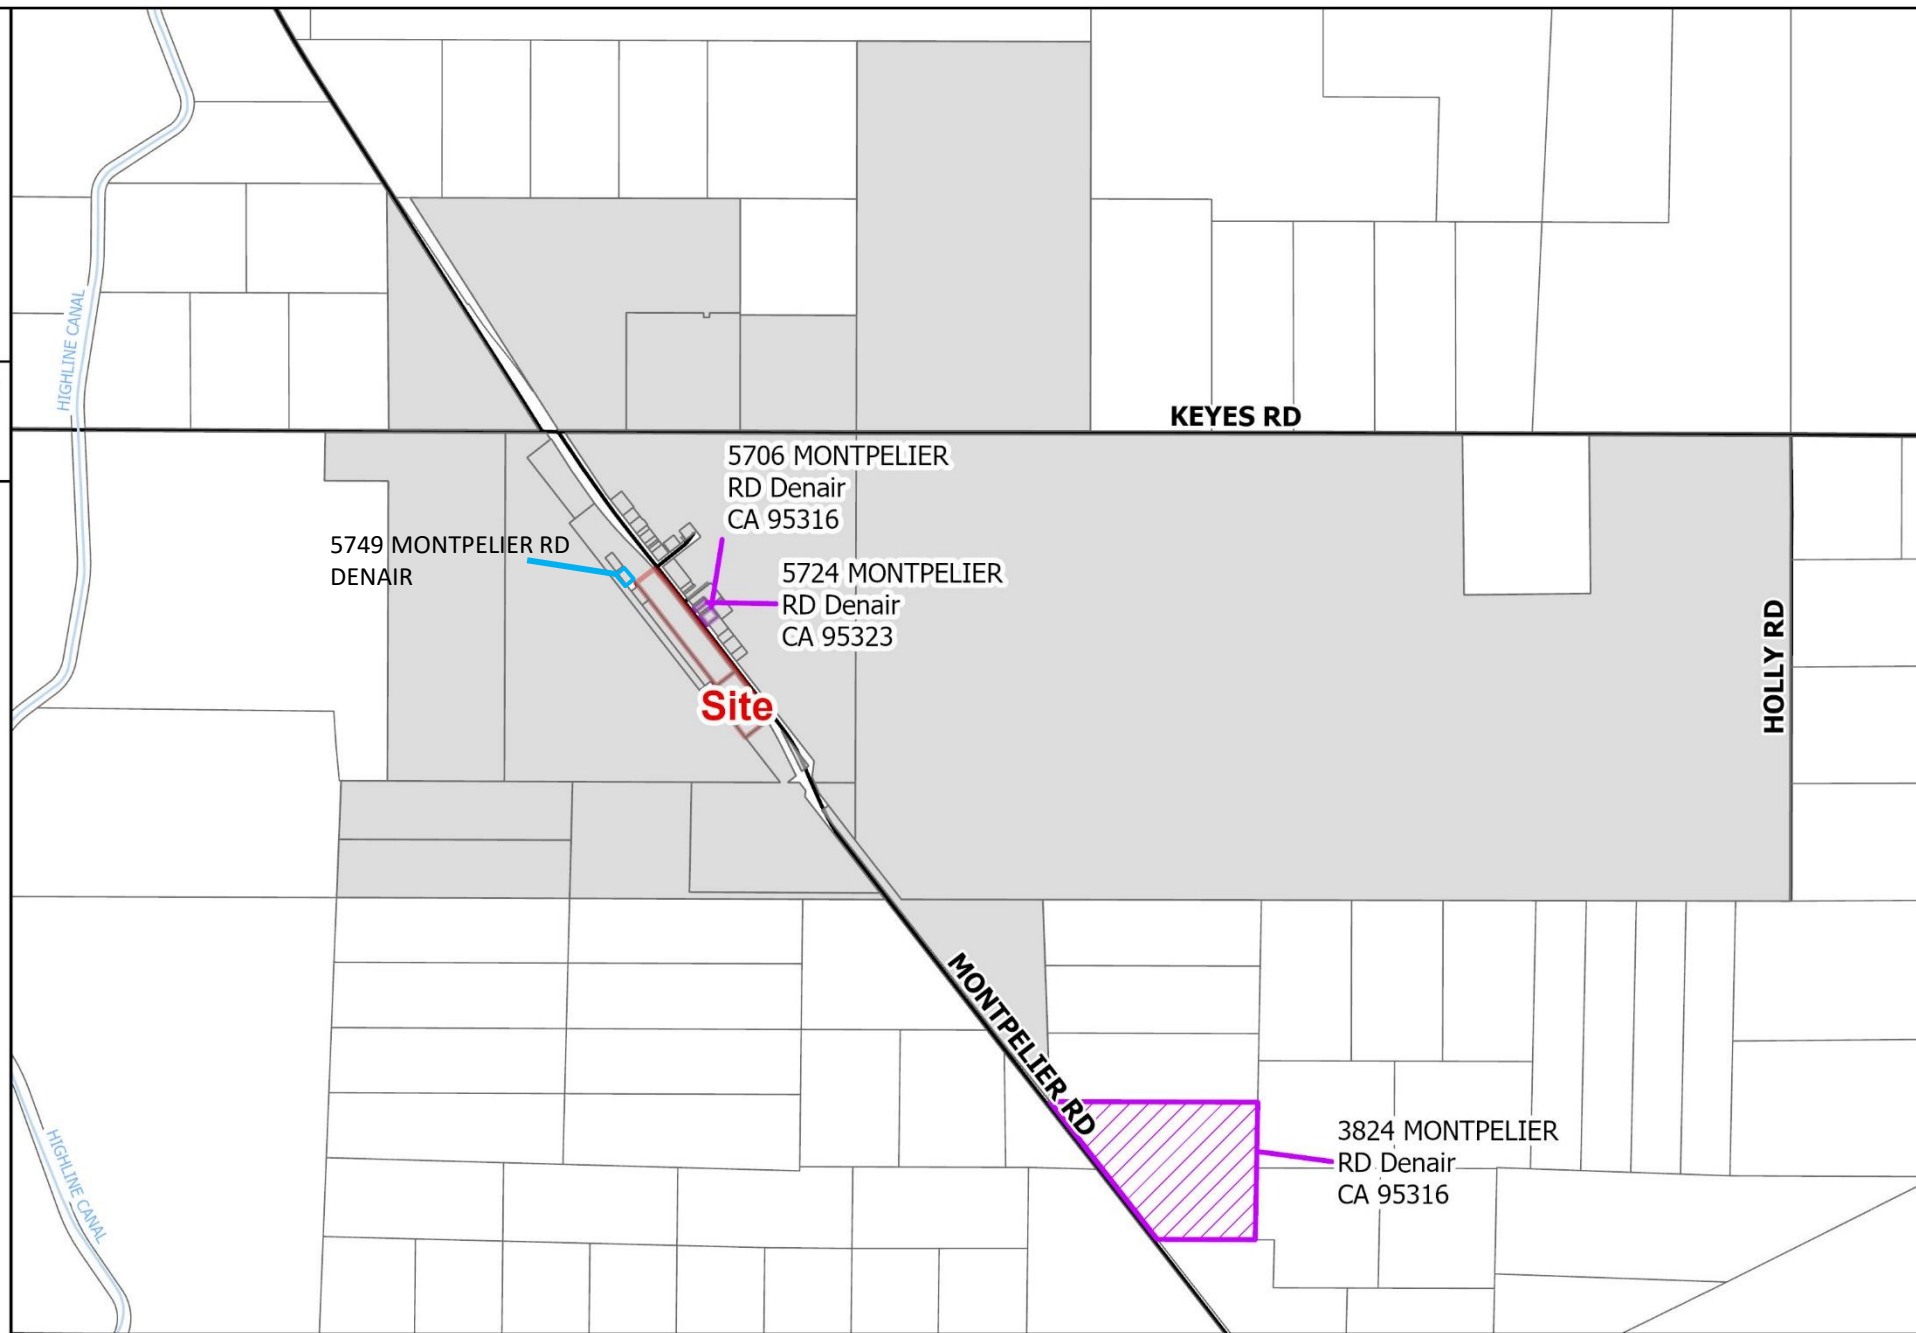 HIGHLINE CANAL
KEYES RD
5706 MONTPELIER
RD Denair
CA 95316
5749 MONTPELIER RD
DENAIR
5724 MONTPELIER
RD Denair
CA 95323
HOLLY RD
Site
MONTPELIER RD
3824 MONTPELIER
RD Denair
CA 95316
HIGHLINE CANAL